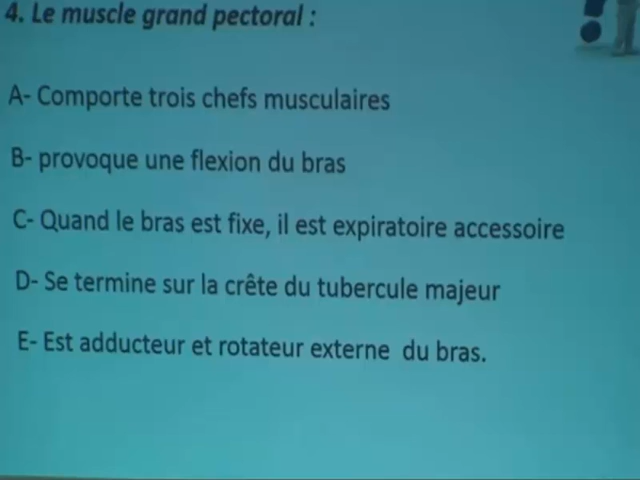 4. Le muscle grand pectoral :
A- Comporte trois chefs musculaires
B- provoque une flexion du bras
C- Quand le bras est fixe, il est expiratoire accessoire
D- Se termine sur la crête du tubercule majeur
E- Est adducteur et rotateur externe du bras.